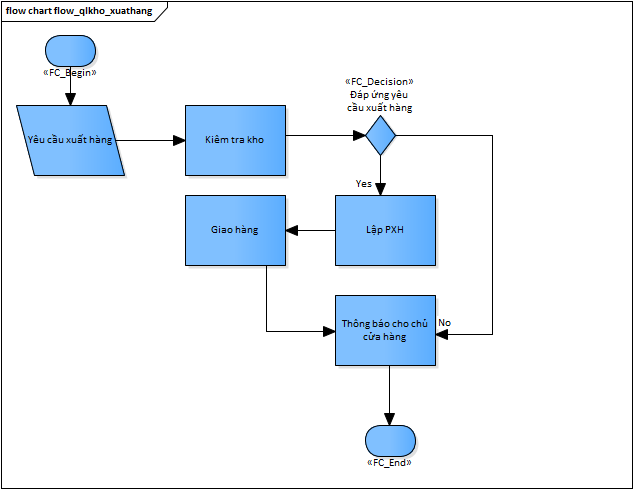 flow chart flow_qlkho_xuathang
«FC_Begin»
«FC_Decision»
Đáp ứng yêu
cầu xuất hàng
Yêu cầu xuất hàng
Kiểm tra kho
Yes
Giao hàng
Lập PXH
Thông báo cho chủ
cửa hàng
No
«FC_End»